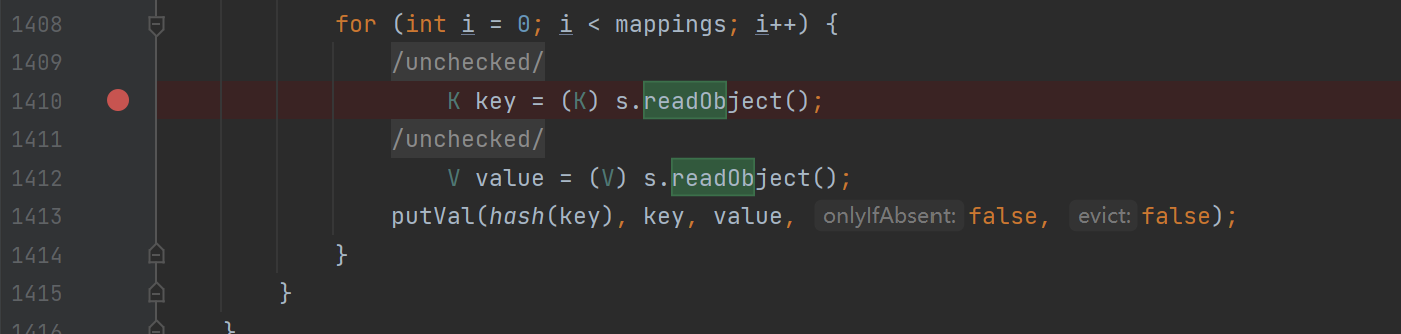 1408 for (int i = 0; i < mappings; i++) {
1409 /unchecked/
1410 K key = (K) s.readObject();
1411 /unchecked/
1412 V value = (V) s.readObject();
1413 putVal(hash(key), key, value, onlyIfAbsent: false, evict: false);
1414 }
1415 }
1416 }